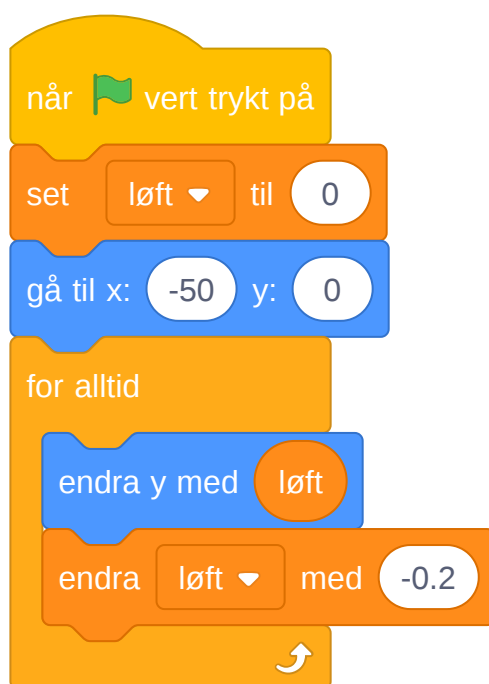 når vert trykt på
set løft til 0
gå til x: -50 y: 0
for alltid
endra y med løft
endra løft med -0.2